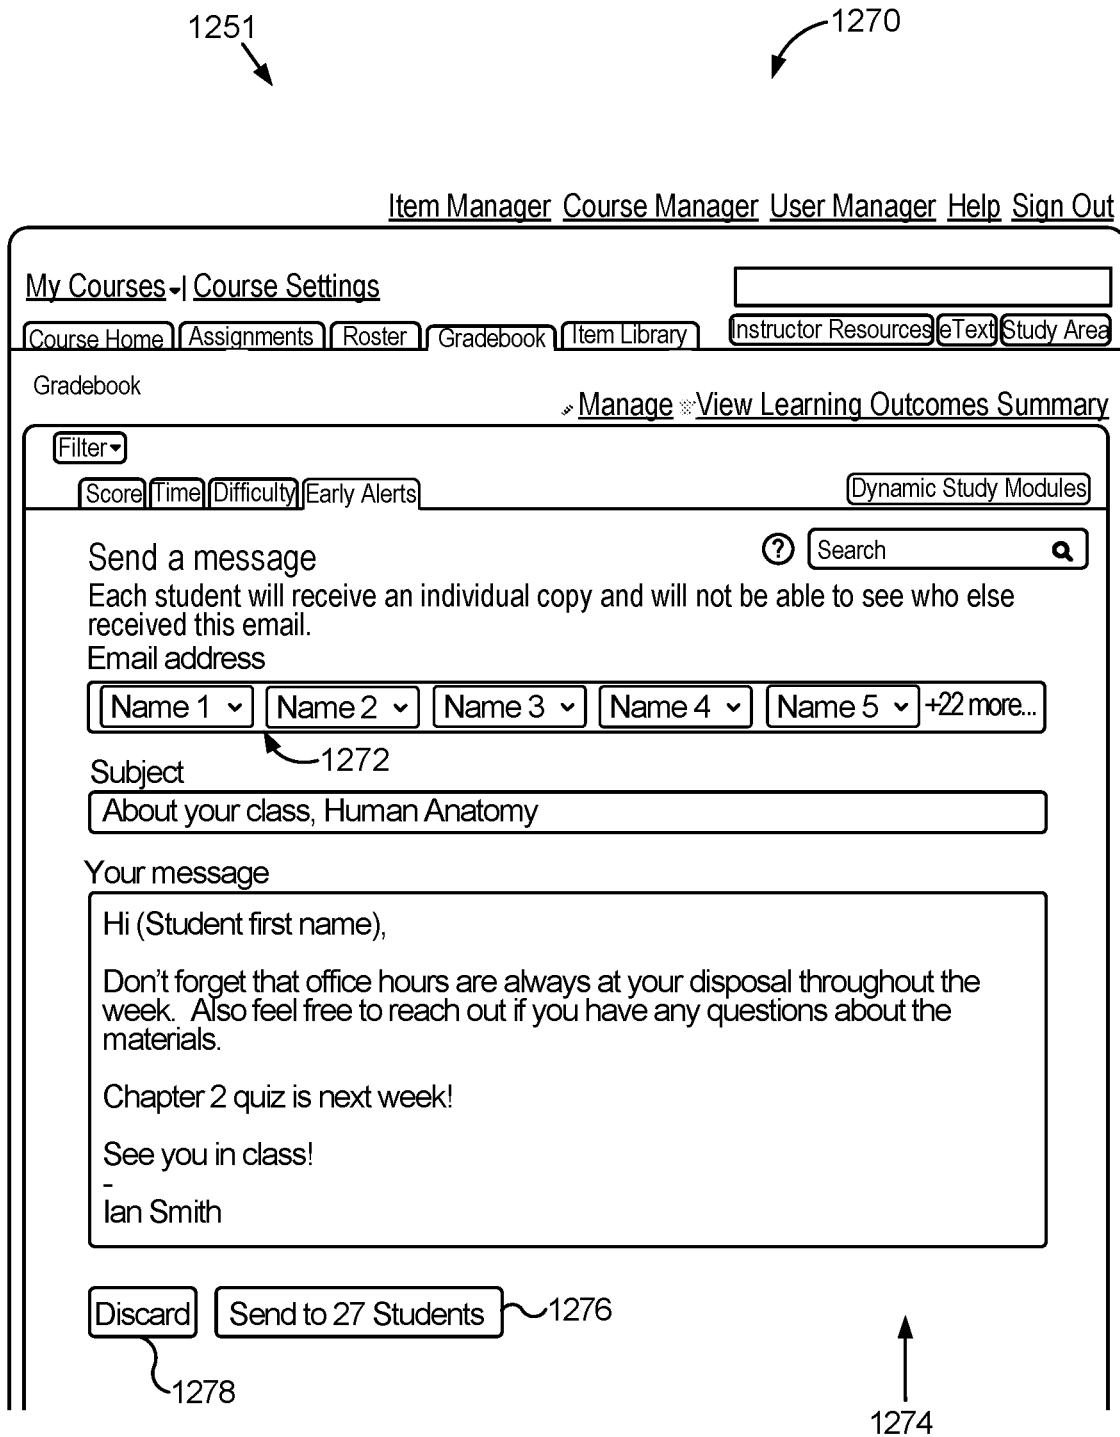 1251
1270
Item Manager Course Manager User Manager Help Sign Out
My Courses | Course Settings
Course Home Assignments Roster Gradebook Item Library Instructor Resources eText Study Area
Gradebook
Manage View Learning Outcomes Summary
Filter
Score Time Difficulty Early Alerts Dynamic Study Modules
Send a message ? Search
Each student will receive an individual copy and will not be able to see who else
received this email.
Email address
Name 1 Name 2 Name 3 Name 4 Name 5 +22 more...
1272
Subject
About your class, Human Anatomy
Your message
Hi (Student first name),
Don't forget that office hours are always at your disposal throughout the
week. Also feel free to reach out if you have any questions about the
materials.
Chapter 2 quiz is next week!
See you in class!
-
Ian Smith
Discard Send to 27 Students 1276
1278
1274